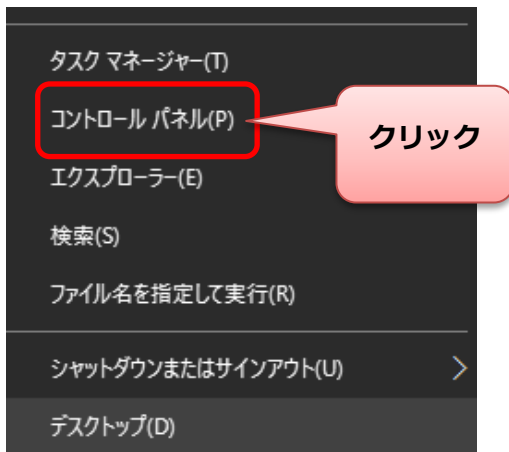 タスク マネージャー(T)
コントロール パネル(P)
クリック
エクスプローラー(E)
検索(S)
ファイル名を指定して実行(R)
シャットダウンまたはサインアウト(U)
デスクトップ(D)